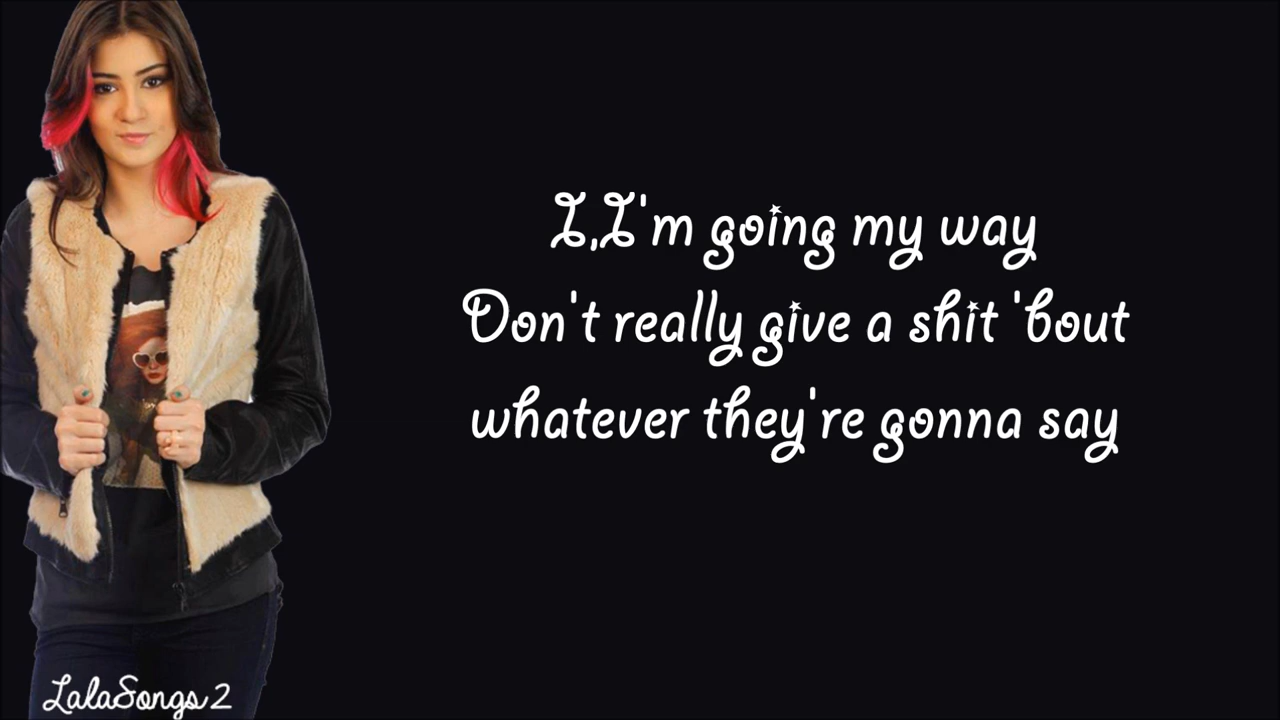 I,I'm going my way
Don't really give a shit 'bout
whatever they're gonna say
LalaSongs 2